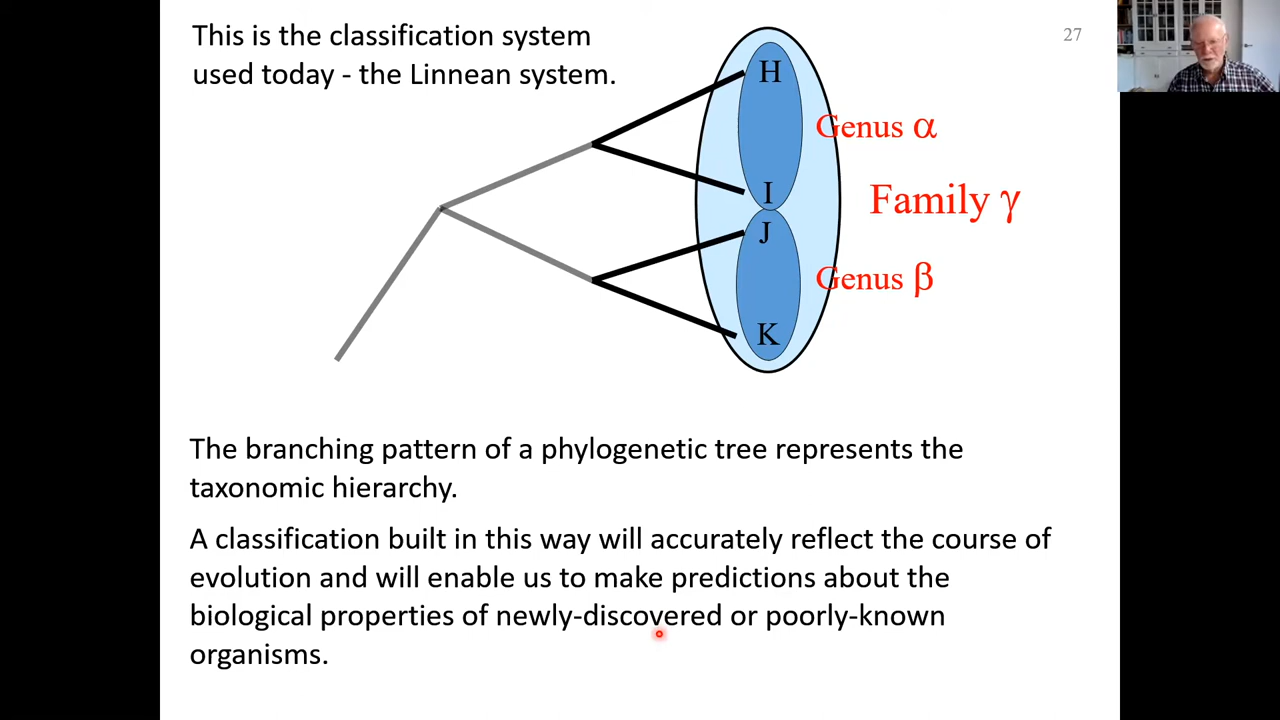 This is the classification system
used today - the Linnean system.
27
H
Genus α
I
Family γ
J
Genus β
K
The branching pattern of a phylogenetic tree represents the
taxonomic hierarchy.
A classification built in this way will accurately reflect the course of
evolution and will enable us to make predictions about the
biological properties of newly-discovered or poorly-known
organisms.